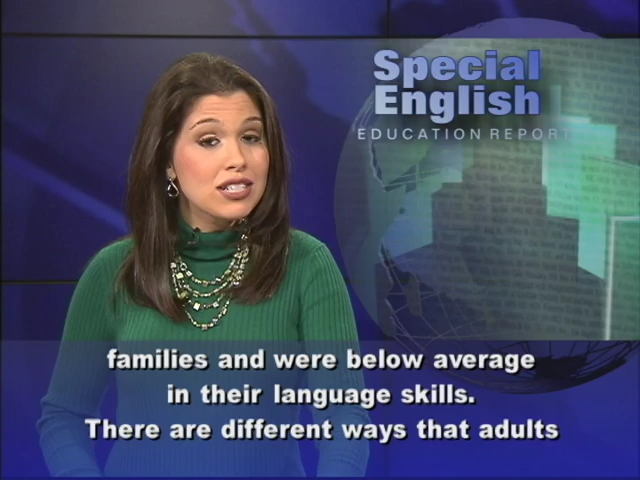 Special
English
EDUCATION REPORT
families and were below average
in their language skills.
There are different ways that adults